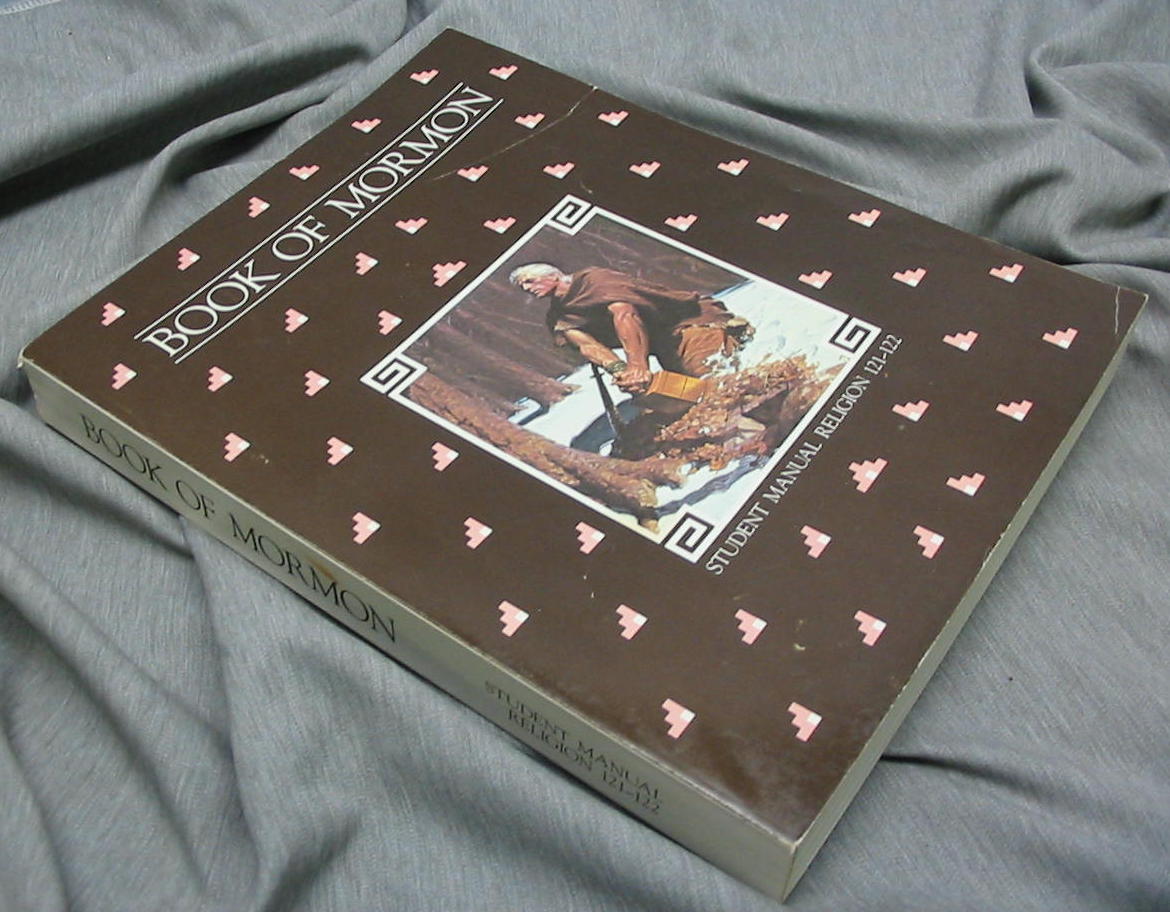 BOOK OF MORMON
STUDENT MANUAL RELIGION 121-122
BOOK OF MORMON
STUDENT MANUAL
RELIGION 121-122